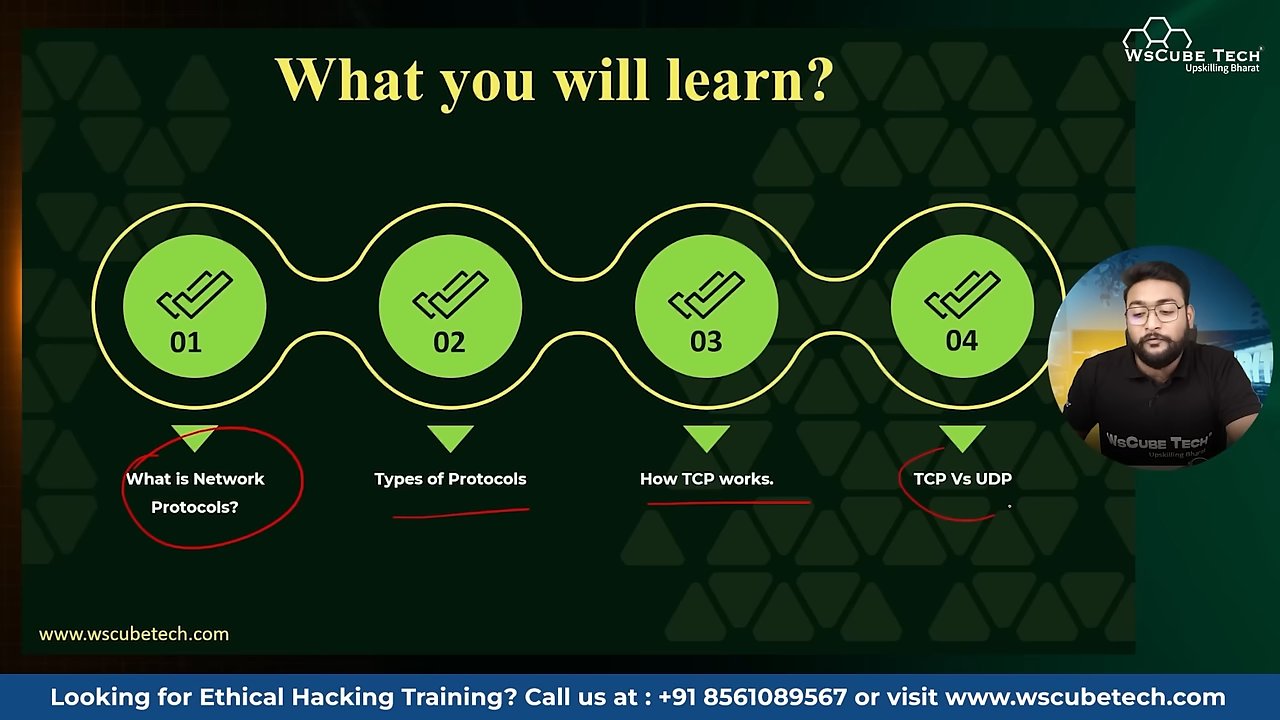 What you will learn?
WsCube Tech
Upskilling Bharat
01
02
03
04
What is Network
Protocols?
Types of Protocols
How TCP works.
TCP Vs UDP
WsCube Tech
Upskilling Bharat
www.wscubetech.com
Looking for Ethical Hacking Training? Call us at : +91 8561089567 or visit www.wscubetech.com